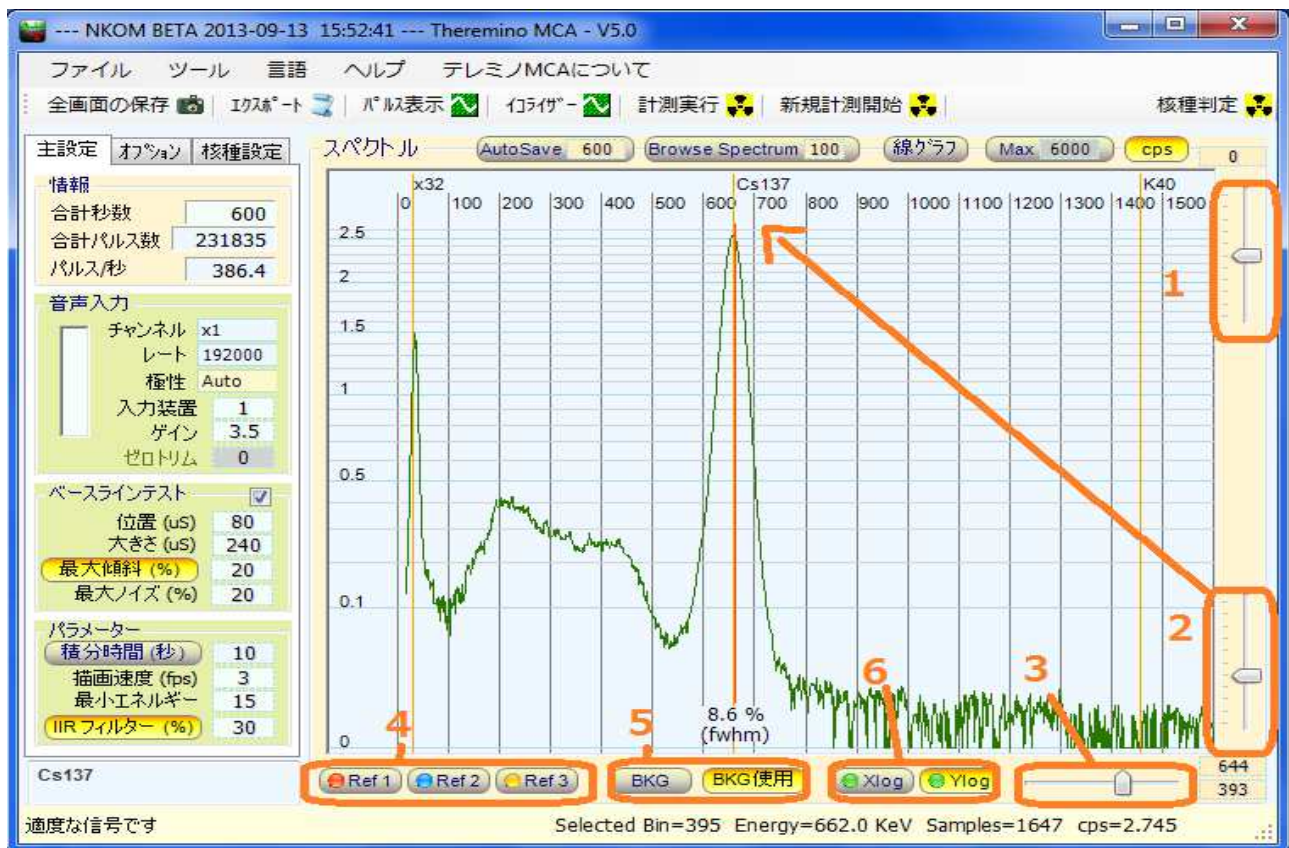 --- NKOM BETA 2013-09-13 15:52:41 --- Theremino MCA - V5.0
ファイル ツール 言語 ヘルプ テレミノMCAについて
全画面の保存 エクスポート パルス表示 イコライザー 計測実行 新規計測開始 核種判定
主設定 オプション 核種設定
スペクトル AutoSave 600 Browse Spectrum 100 線グラフ Max 6000 cps 0
情報
合計秒数 600
合計パルス数 231835
パルス/秒 386.4
音声入力
チャンネル x1
レート 192000
極性 Auto
入力装置 1
ゲイン 3.5
ゼロトリム 0
ベースラインテスト
位置 (uS) 80
大きさ (uS) 240
最大傾斜 (%) 20
最大ノイズ (%) 20
パラメーター
積分時間 (秒) 10
描画速度 (fps) 3
最小エネルギー 15
IIR フィルター (%) 30
x32 Cs137 K40
0 100 200 300 400 500 600 700 800 900 1000 1100 1200 1300 1400 1500
2.5
2
1.5
1
0.5
0.1
0
1
2
3
6
8.6 %
(fwhm)
4
5
Ref 1 Ref 2 Ref 3 BKG BKG使用 Xlog Ylog
644
393
Cs137
適度な信号です
Selected Bin=395 Energy=662.0 KeV Samples=1647 cps=2.745